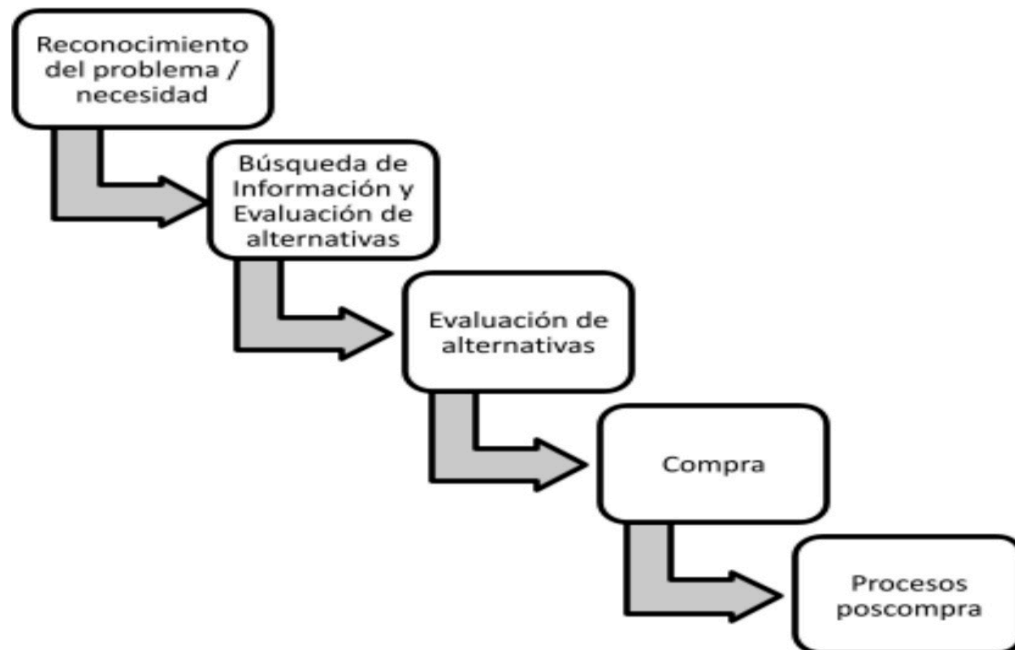 Reconocimiento
del problema /
necesidad
Búsqueda de
Información y
Evaluación de
alternativas
Evaluación de
alternativas
Compra
Procesos
poscompra